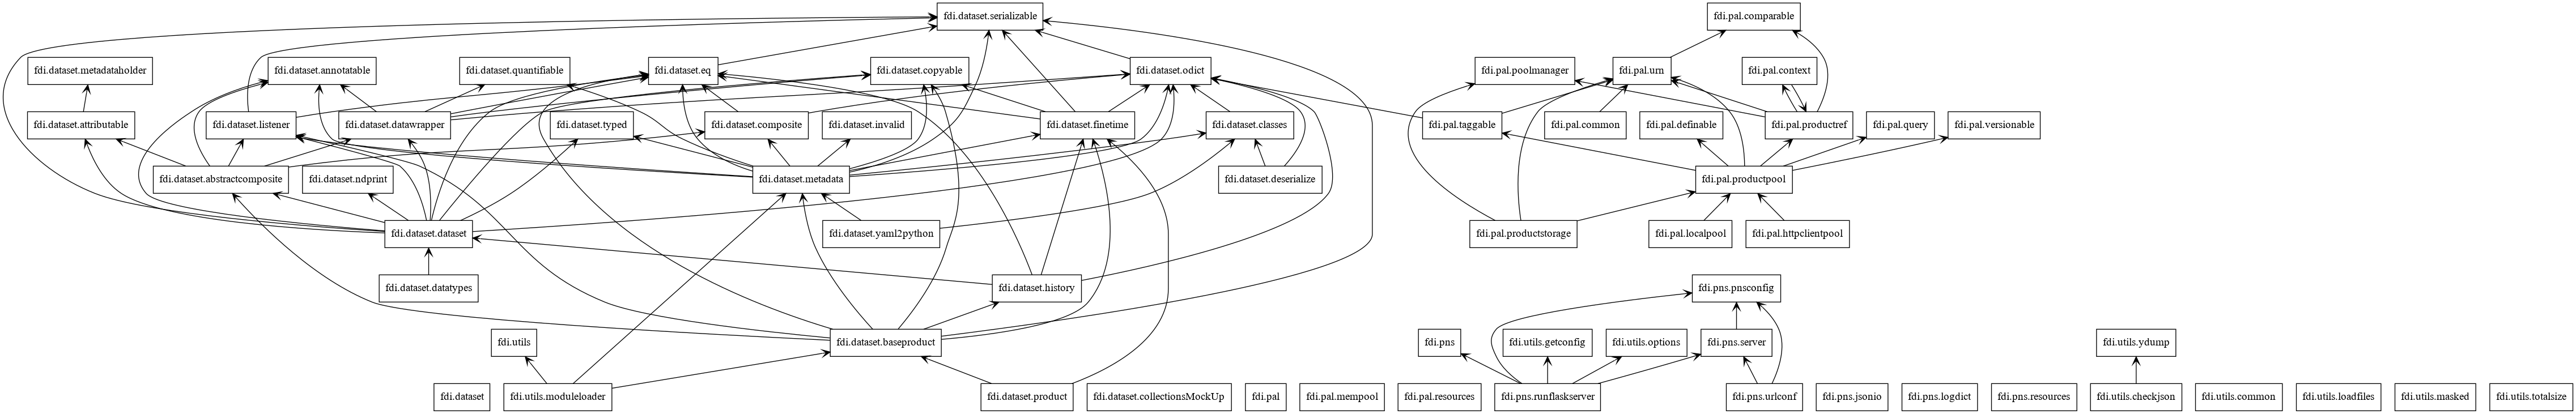 fdi.dataset.serializable
fdi.pal.comparable
fdi.dataset.metadataholder
fdi.dataset.annotatable
fdi.dataset.quantifiable
fdi.dataset.eq
fdi.dataset.copyable
fdi.dataset.odict
fdi.pal.poolmanager
fdi.pal.urn
fdi.pal.context
fdi.dataset.attributable
fdi.dataset.listener
fdi.dataset.datawrapper
fdi.dataset.typed
fdi.dataset.composite
fdi.dataset.invalid
fdi.dataset.finetime
fdi.dataset.classes
fdi.pal.taggable
fdi.pal.common
fdi.pal.definable
fdi.pal.productref
fdi.pal.query
fdi.pal.versionable
fdi.dataset.abstractcomposite
fdi.dataset.ndprint
fdi.dataset.metadata
fdi.dataset.deserialize
fdi.pal.productpool
fdi.dataset.dataset
fdi.dataset.yaml2python
fdi.pal.productstorage
fdi.pal.localpool
fdi.pal.httpclientpool
fdi.dataset.datatypes
fdi.dataset.history
fdi.pns.pnsconfig
fdi.utils
fdi.dataset.baseproduct
fdi.pns
fdi.utils.getconfig
fdi.utils.options
fdi.pns.server
fdi.utils.ydump
fdi.dataset
fdi.utils.moduleloader
fdi.dataset.product
fdi.dataset.collectionsMockUp
fdi.pal
fdi.pal.mempool
fdi.pal.resources
fdi.pns.runflaskserver
fdi.pns.urlconf
fdi.pns.jsonio
fdi.pns.logdict
fdi.pns.resources
fdi.utils.checkjson
fdi.utils.common
fdi.utils.loadfiles
fdi.utils.masked
fdi.utils.totalsize